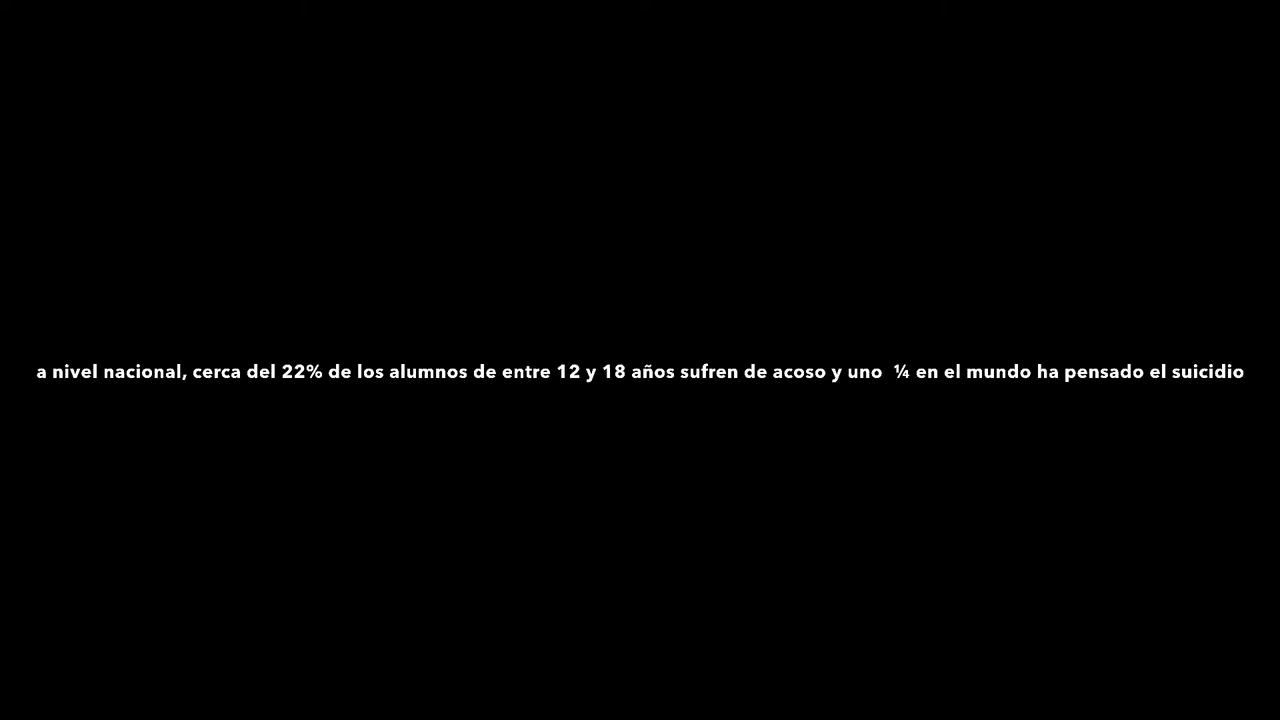 a nivel nacional, cerca del 22% de los alumnos de entre 12 y 18 años sufren de acoso y uno ¼ en el mundo ha pensado el suicidio